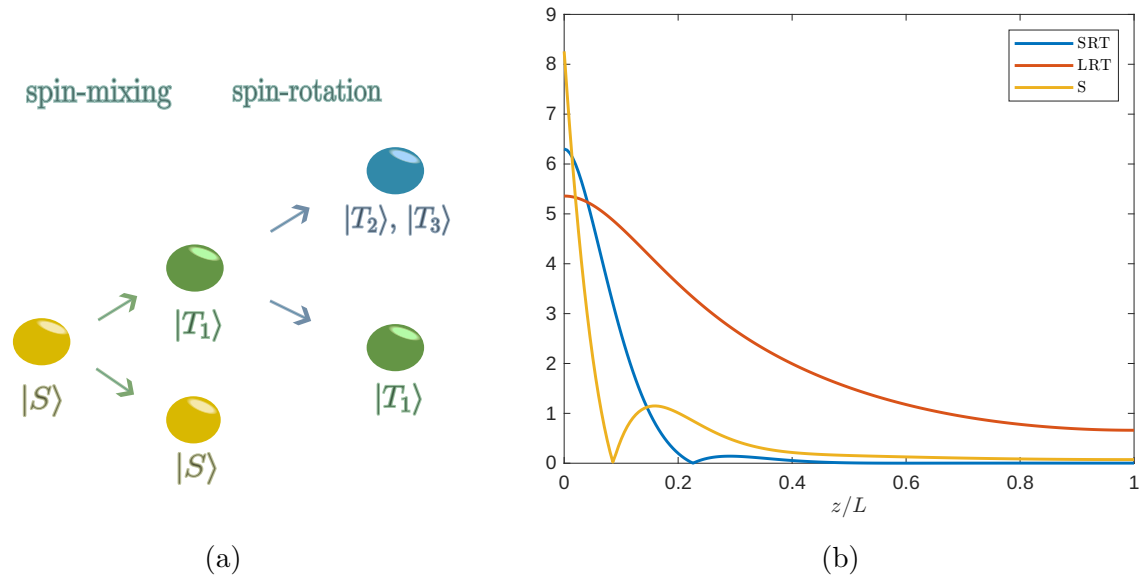 spin-mixing spin-rotation
|T₂⟩, |T₃⟩
|T₁⟩
|S⟩
|T₁⟩
|S⟩
(a)
9
8
7
6
5
4
3
2
1
0
0 0.2 0.4 0.6 0.8 1
z/L
SRT
LRT
S
(b)